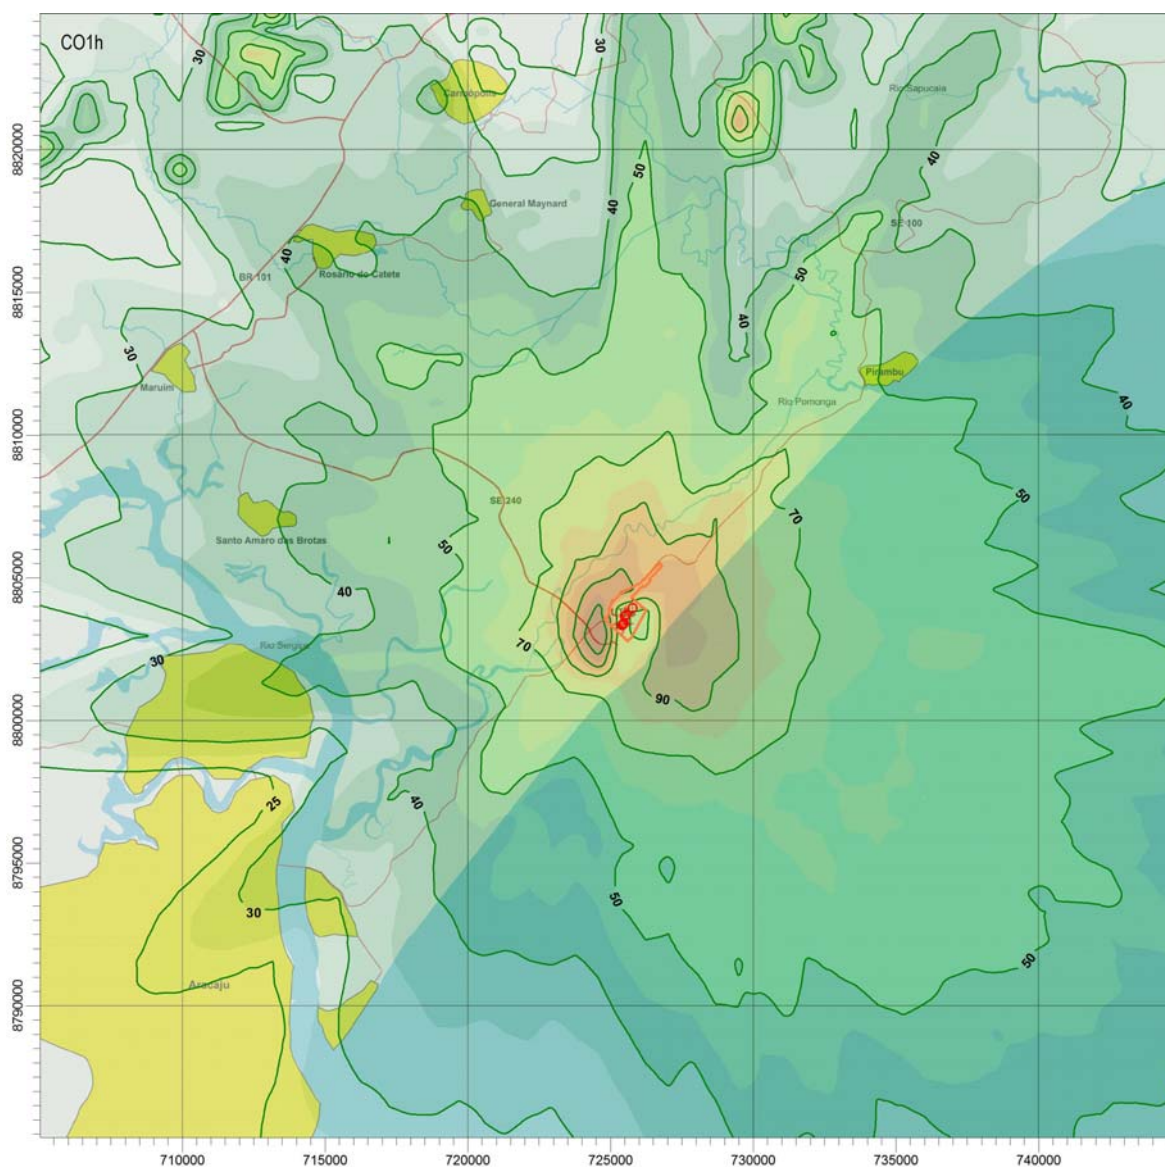 CO1h
30
30
Carmópolis
Rio Sapucaia
8820000
50
40
40
General Maynard
40
SE 100
40
BR 101
Rosário do Catete
50
8815000
40
30
Maruim
Pirambu
Rio Pomonga
40
8810000
50
SE 240
70
Santo Amaro das Brotas
50
8805000
40
70
30
Rio Sergipe
90
8800000
25
40
8795000
50
30
50
Aracaju
8790000
710000
715000
720000
725000
730000
735000
740000